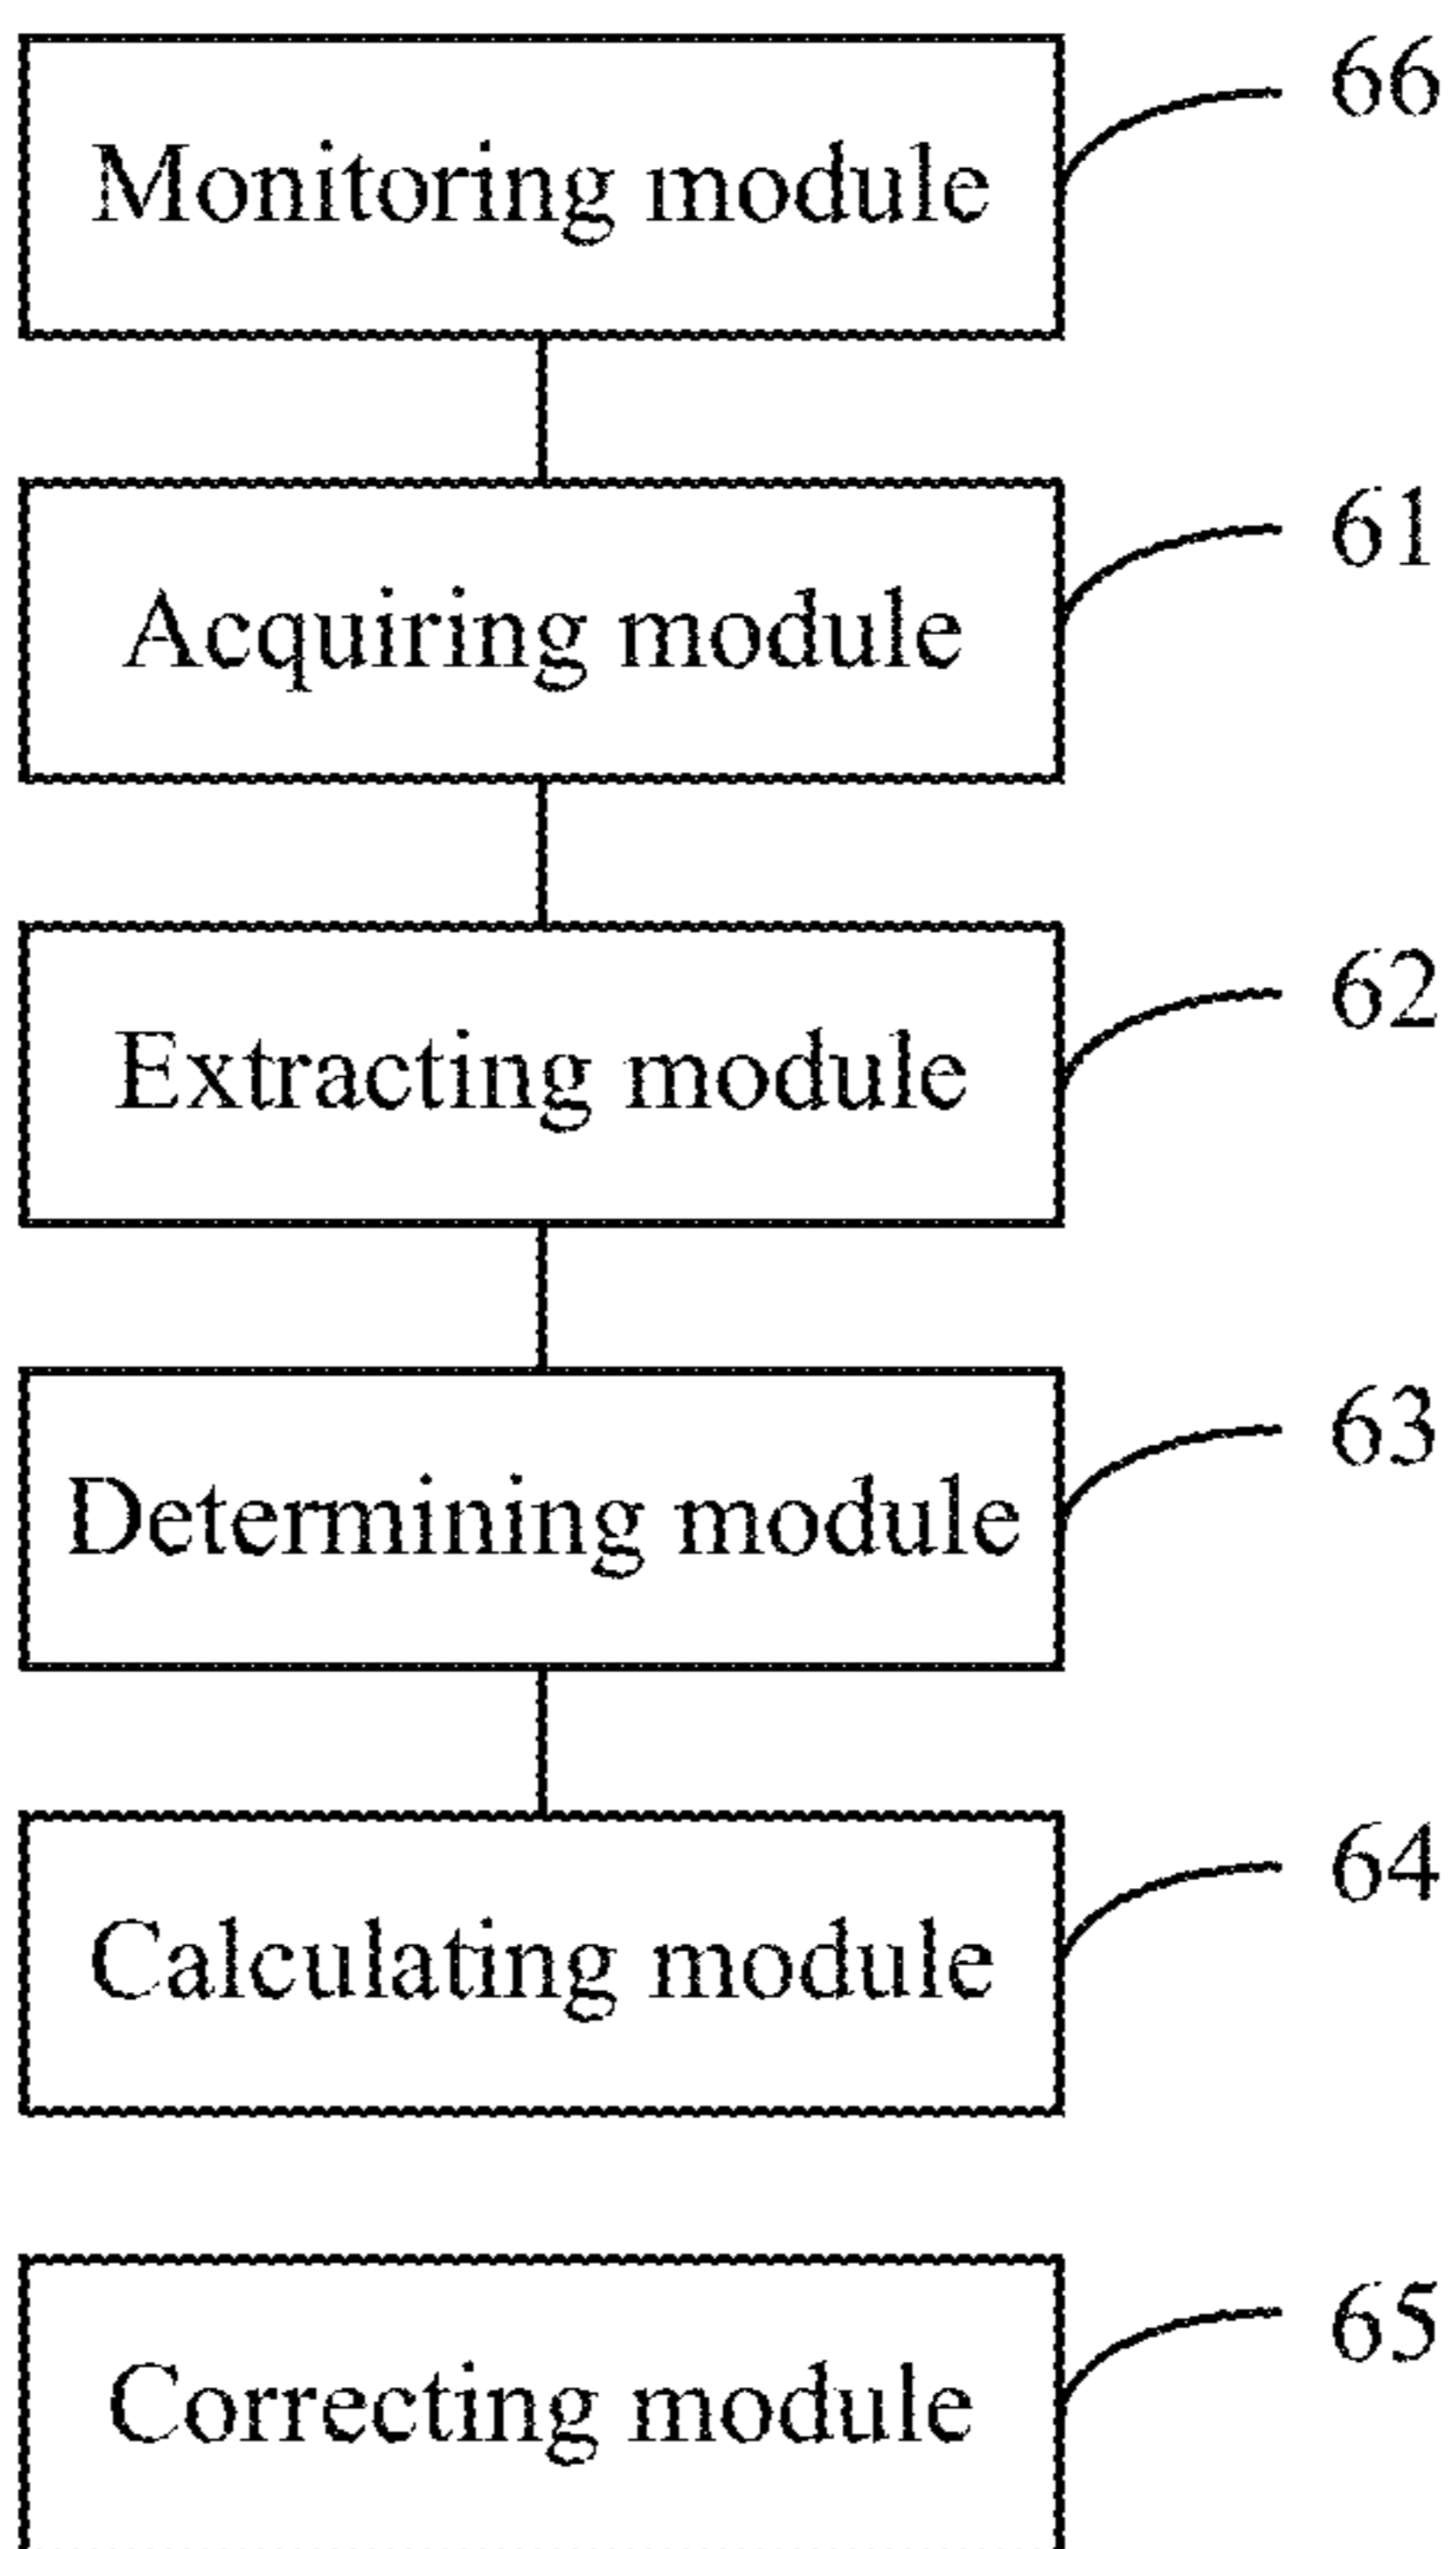 Monitoring module 66
Acquiring module 61
Extracting module 62
Determining module 63
Calculating module 64
Correcting module 65